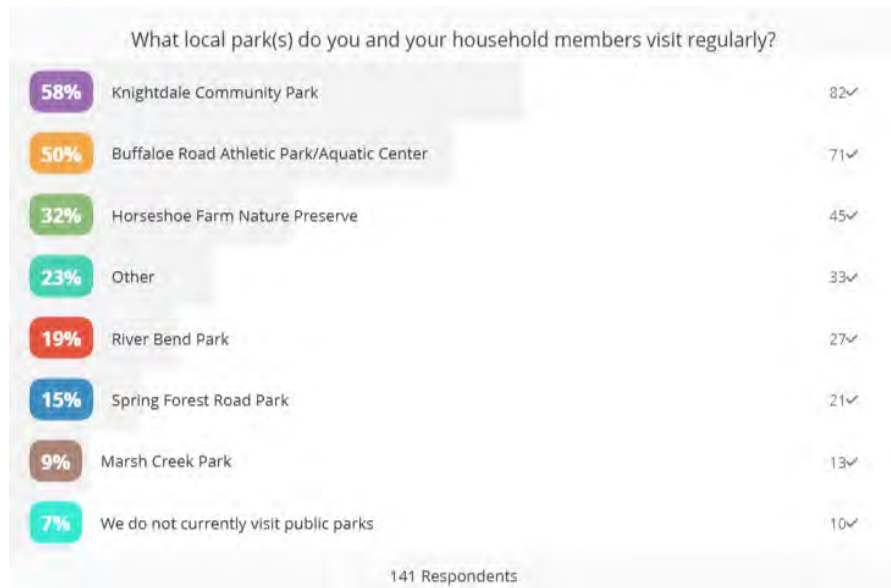 What local park(s) do you and your household members visit regularly?
58% Knightdale Community Park 82✓
50% Buffaloe Road Athletic Park/Aquatic Center 71✓
32% Horseshoe Farm Nature Preserve 45✓
23% Other 33✓
19% River Bend Park 27✓
15% Spring Forest Road Park 21✓
9% Marsh Creek Park 13✓
7% We do not currently visit public parks 10✓
141 Respondents